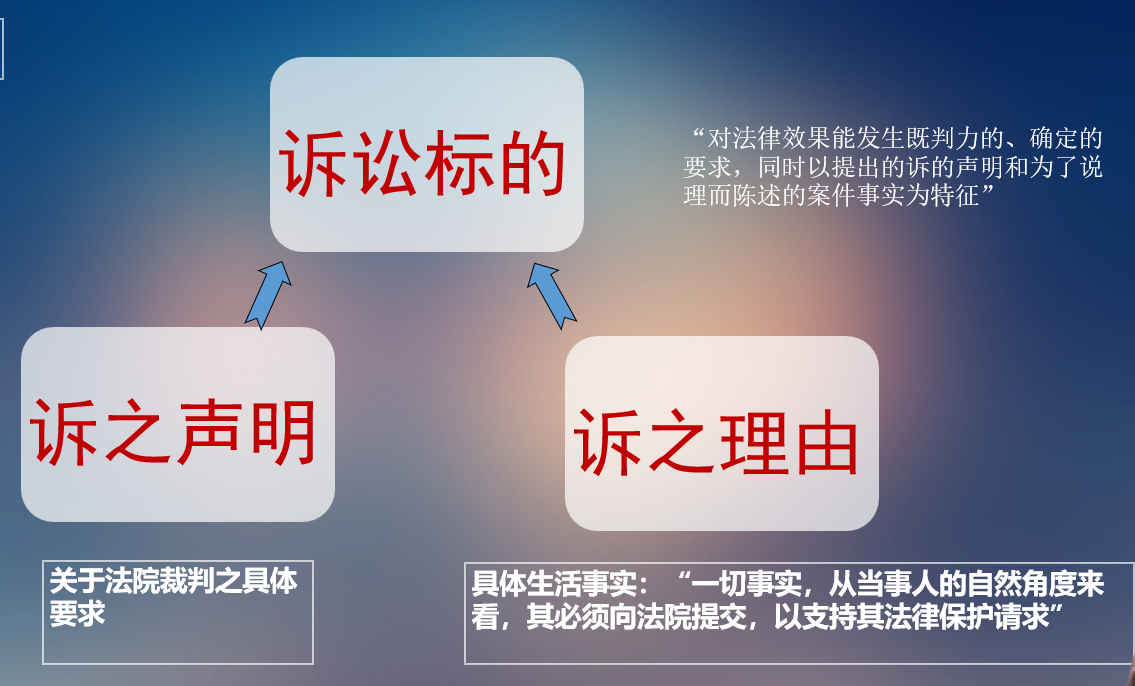 诉讼标的
“对法律效果能发生既判力的、确定的
要求，同时以提出的诉的声明和为了说
理而陈述的案件事实为特征”
诉之声明
诉之理由
关于法院裁判之具体
要求
具体生活事实：“一切事实，从当事人的自然角度来
看，其必须向法院提交，以支持其法律保护请求”